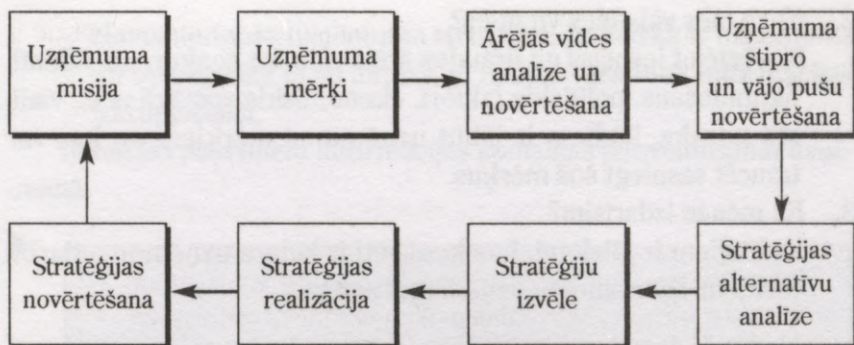 Uzņēmuma
misija
Uzņēmuma
mērķi
Ārējās vides
analīze un
novērtēšana
Uzņēmuma
stipro
un vājo pušu
novērtēšana
Stratēģijas
alternatīvu
analīze
Stratēģiju
izvēle
Stratēģijas
realizācija
Stratēģijas
novērtēšana